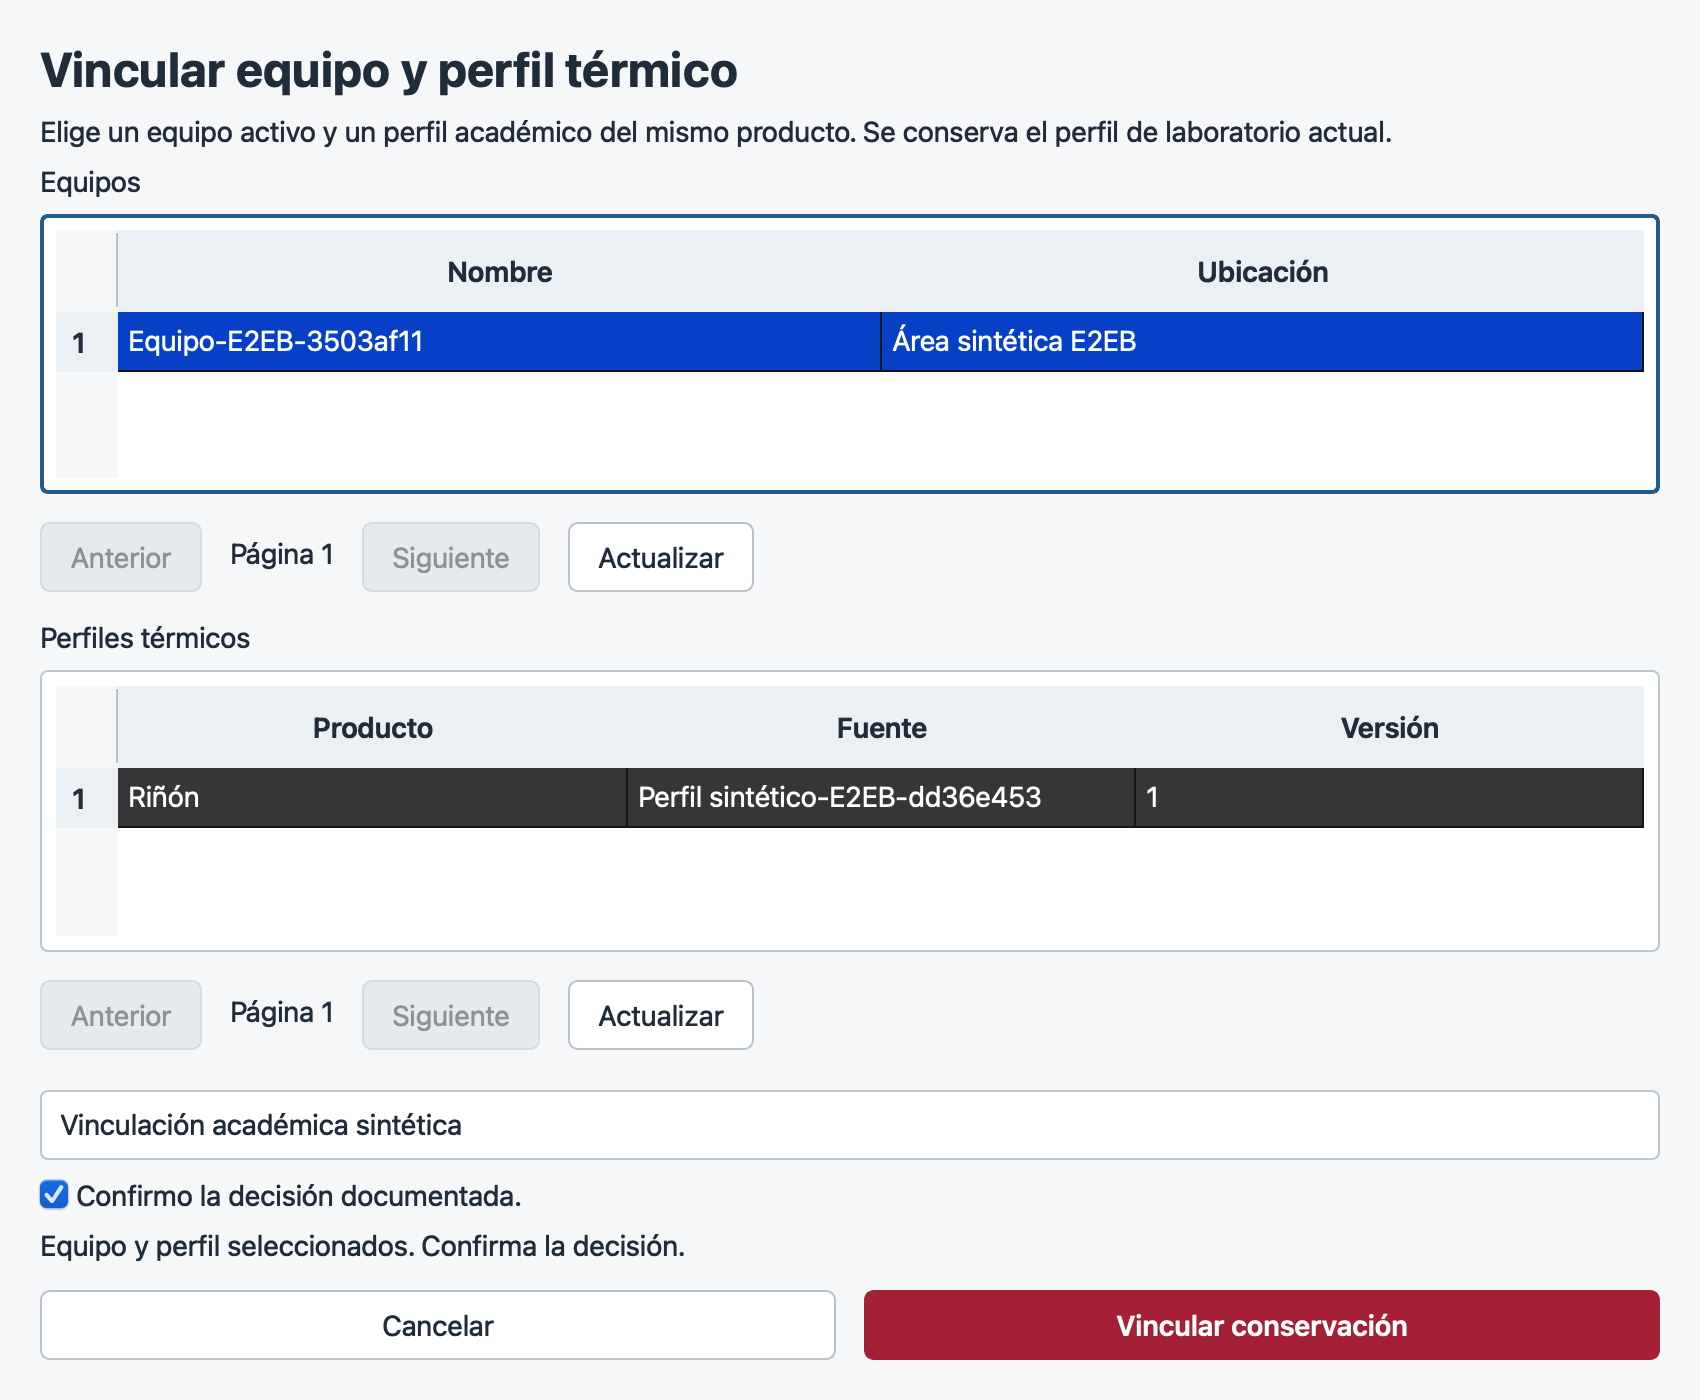 Vincular equipo y perfil térmico
Elige un equipo activo y un perfil académico del mismo producto. Se conserva el perfil de laboratorio actual.
Equipos
Nombre Ubicación
1 Equipo-E2EB-3503af11 Área sintética E2EB
Anterior Página 1 Siguiente Actualizar
Perfiles térmicos
Producto Fuente Versión
1 Riñón Perfil sintético-E2EB-dd36e453 1
Anterior Página 1 Siguiente Actualizar
Vinculación académica sintética
Confirmo la decisión documentada.
Equipo y perfil seleccionados. Confirma la decisión.
Cancelar Vincular conservación